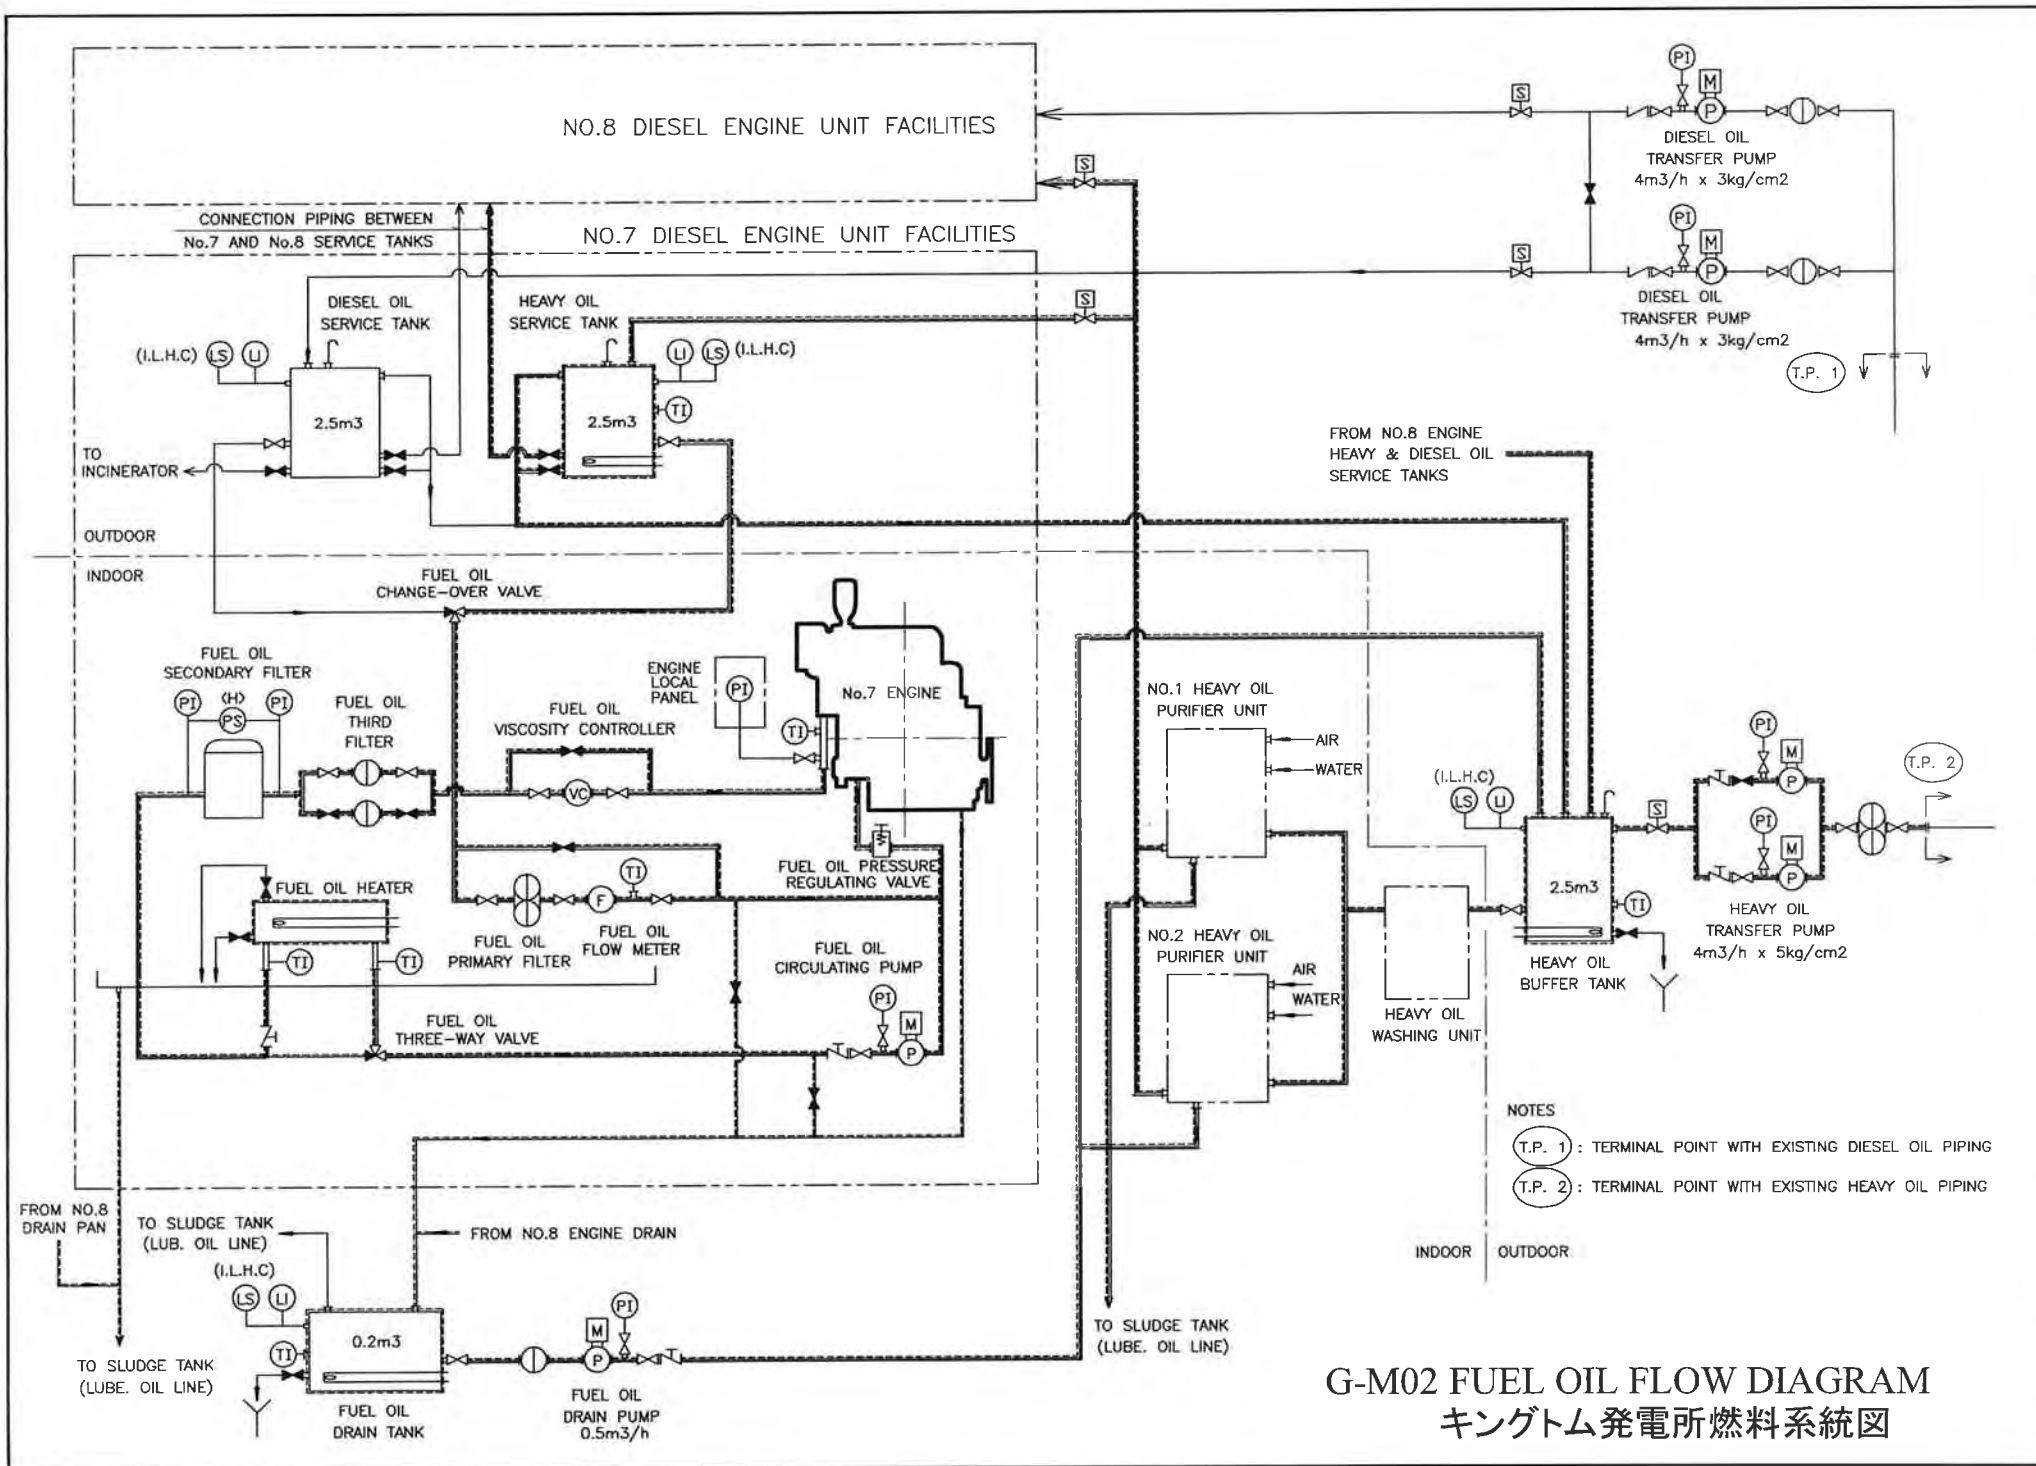 NO.8 DIESEL ENGINE UNIT FACILITIES
CONNECTION PIPING BETWEEN
No.7 AND No.8 SERVICE TANKS
NO.7 DIESEL ENGINE UNIT FACILITIES
S
S
PI
M
P
DIESEL OIL
TRANSFER PUMP
4m3/h x 3kg/cm2
S
PI
M
P
DIESEL OIL
TRANSFER PUMP
4m3/h x 3kg/cm2
T.P. 1
DIESEL OIL
SERVICE TANK
(I.L.H.C)
LS
LI
2.5m3
TO
INCINERATOR
HEAVY OIL
SERVICE TANK
S
LI
LS
(I.L.H.C)
TI
2.5m3
FROM NO.8 ENGINE
HEAVY & DIESEL OIL
SERVICE TANKS
OUTDOOR
INDOOR
FUEL OIL
CHANGE-OVER VALVE
FUEL OIL
SECONDARY FILTER
PI
(H)
PS
PI
FUEL OIL
THIRD
FILTER
FUEL OIL
VISCOSITY CONTROLLER
VC
ENGINE
LOCAL
PANEL
PI
TI
No.7 ENGINE
FUEL OIL PRESSURE
REGULATING VALVE
FUEL OIL HEATER
TI
TI
FUEL OIL
PRIMARY FILTER
F
TI
FUEL OIL
FLOW METER
FUEL OIL
CIRCULATING PUMP
PI
M
P
FUEL OIL
THREE-WAY VALVE
NO.1 HEAVY OIL
PURIFIER UNIT
AIR
WATER
NO.2 HEAVY OIL
PURIFIER UNIT
AIR
WATER
HEAVY OIL
WASHING UNIT
(I.L.H.C)
LS
LI
2.5m3
TI
HEAVY OIL
BUFFER TANK
S
PI
M
P
PI
M
P
HEAVY OIL
TRANSFER PUMP
4m3/h x 5kg/cm2
T.P. 2
NOTES
T.P. 1 : TERMINAL POINT WITH EXISTING DIESEL OIL PIPING
T.P. 2 : TERMINAL POINT WITH EXISTING HEAVY OIL PIPING
INDOOR
OUTDOOR
FROM NO.8
DRAIN PAN
TO SLUDGE TANK
(LUB. OIL LINE)
FROM NO.8 ENGINE DRAIN
(I.L.H.C)
LS
LI
TI
0.2m3
FUEL OIL
DRAIN TANK
M
P
PI
FUEL OIL
DRAIN PUMP
0.5m3/h
TO SLUDGE TANK
(LUBE. OIL LINE)
TO SLUDGE TANK
(LUBE. OIL LINE)
G-M02 FUEL OIL FLOW DIAGRAM
キングトム発電所燃料系統図